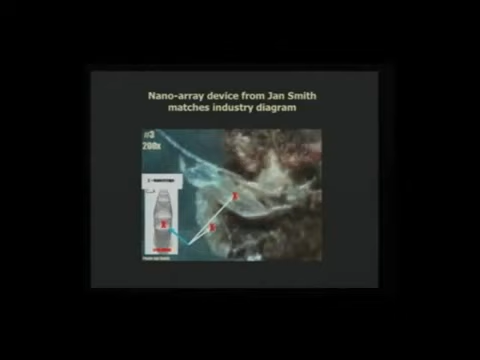 Nano-array device from Jan Smith
matches industry diagram
#3
200x